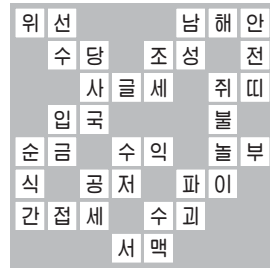 위선 남해안
수당 조성 전
사글세 쥐띠
입국 불
순금 수익 놀부
식 공저 파이
간접세 수괴
서맥